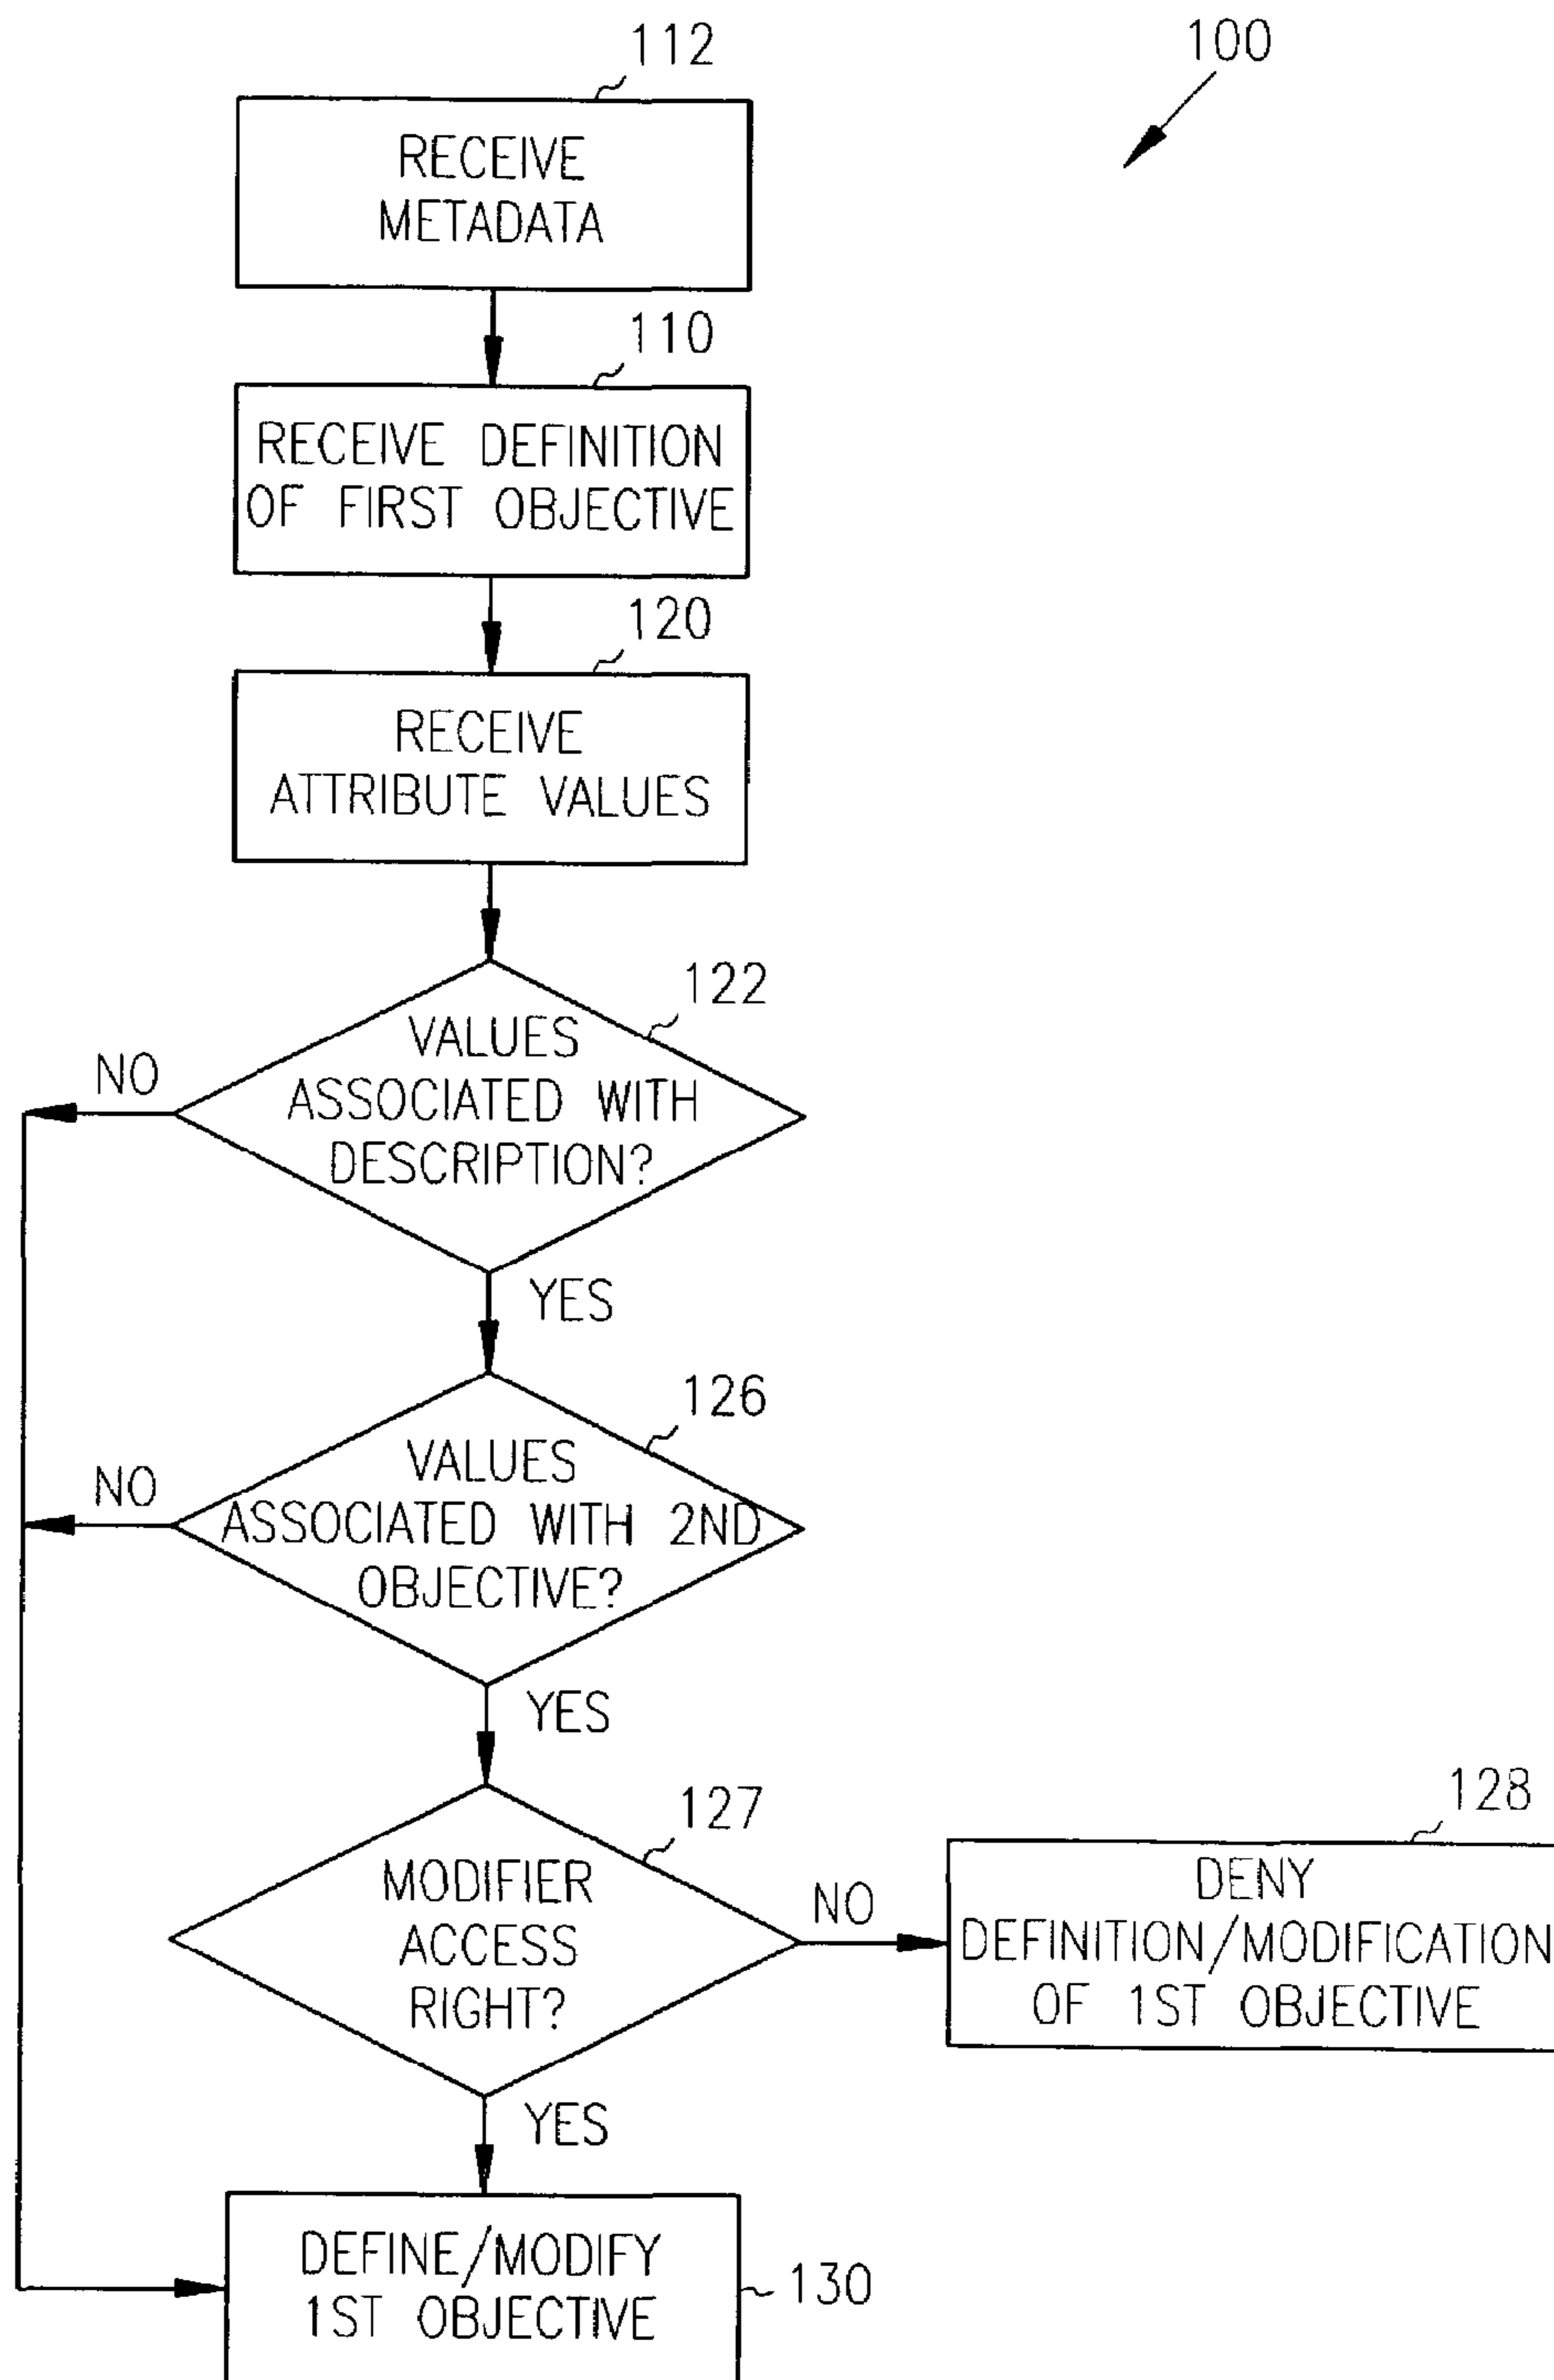 112
100
RECEIVE
METADATA
110
RECEIVE DEFINITION
OF FIRST OBJECTIVE
120
RECEIVE
ATTRIBUTE VALUES
122
VALUES
ASSOCIATED WITH
DESCRIPTION?
NO
YES
126
VALUES
ASSOCIATED WITH 2ND
OBJECTIVE?
NO
YES
127
MODIFIER
ACCESS
RIGHT?
NO
128
DENY
DEFINITION/MODIFICATION
OF 1ST OBJECTIVE
YES
DEFINE/MODIFY
1ST OBJECTIVE
130